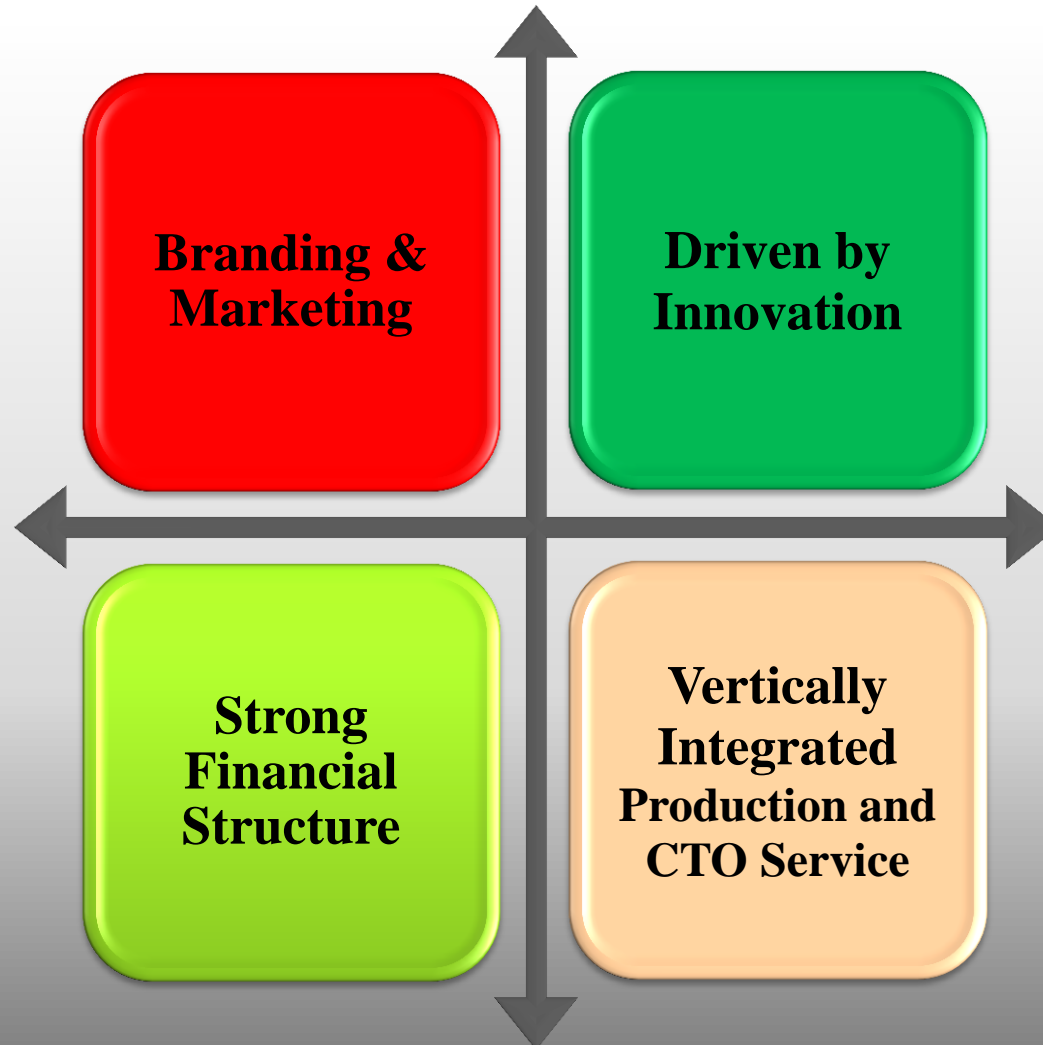 Branding &
Marketing
Driven by
Innovation
Strong
Financial
Structure
Vertically
Integrated
Production and
CTO Service